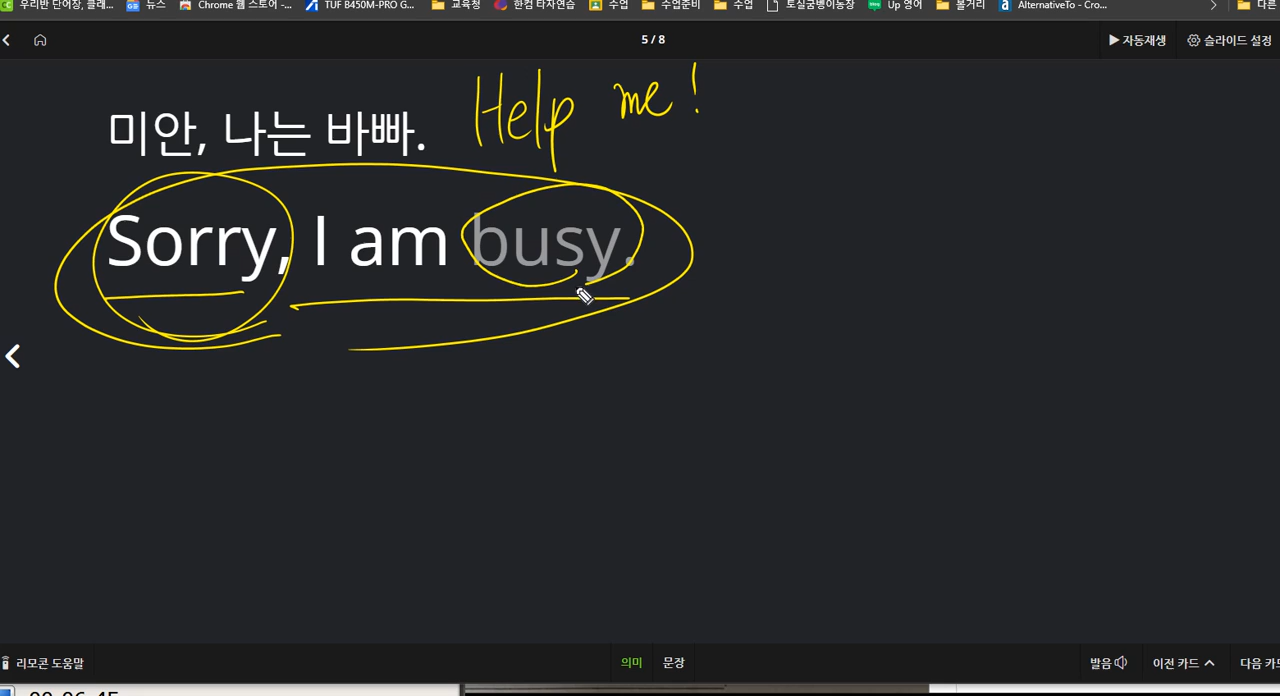 우리반 단어장, 클래... 뉴스 Chrome 웹 스토어 -... TUF B450M-PRO G... 교육청 한컴 타자연습 수업 수업준비 수업 토실굼벵이농장 Up 영어 볼거리 AlternativeTo - Cro... 다른
5 / 8 자동재생 슬라이드 설정
Help me!
미안, 나는 바빠.
Sorry, I am busy.
리모콘 도움말 의미 문장 발음 이전 카드 다음 카드